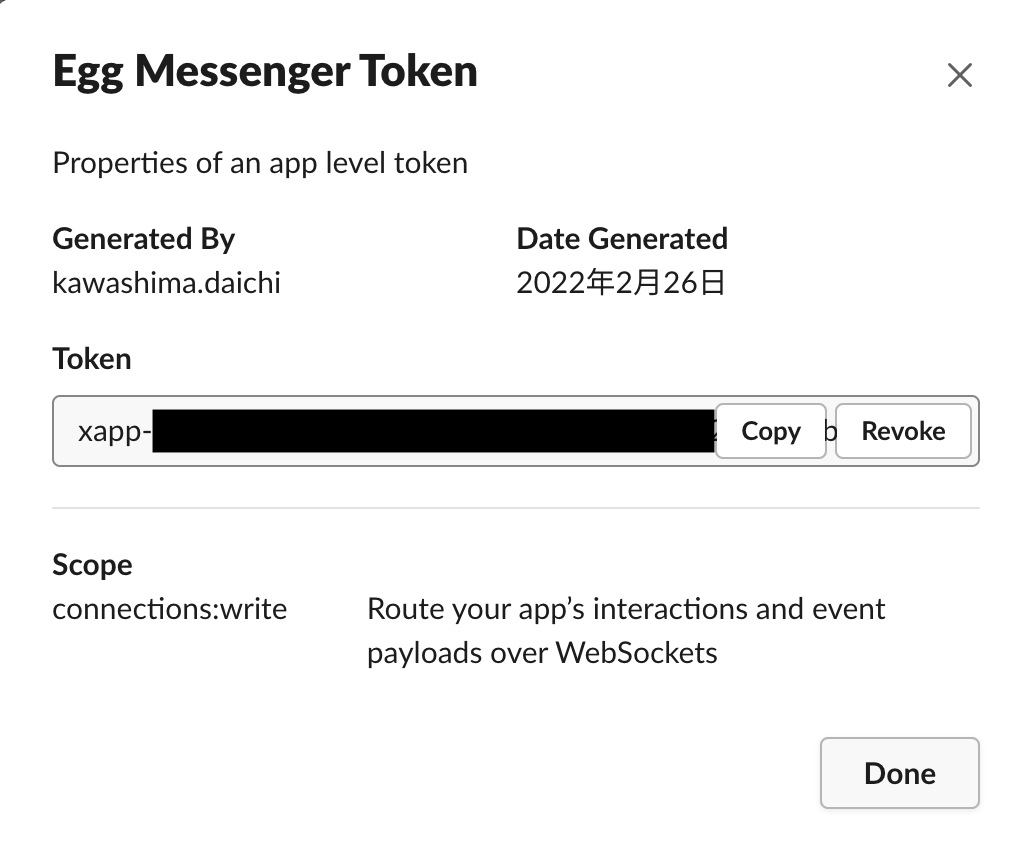 Egg Messenger Token
Properties of an app level token
Generated By
kawashima.daichi
Date Generated
2022年2月26日
Token
xapp-
Copy
b
Revoke
Scope
connections:write
Route your app’s interactions and event
payloads over WebSockets
Done